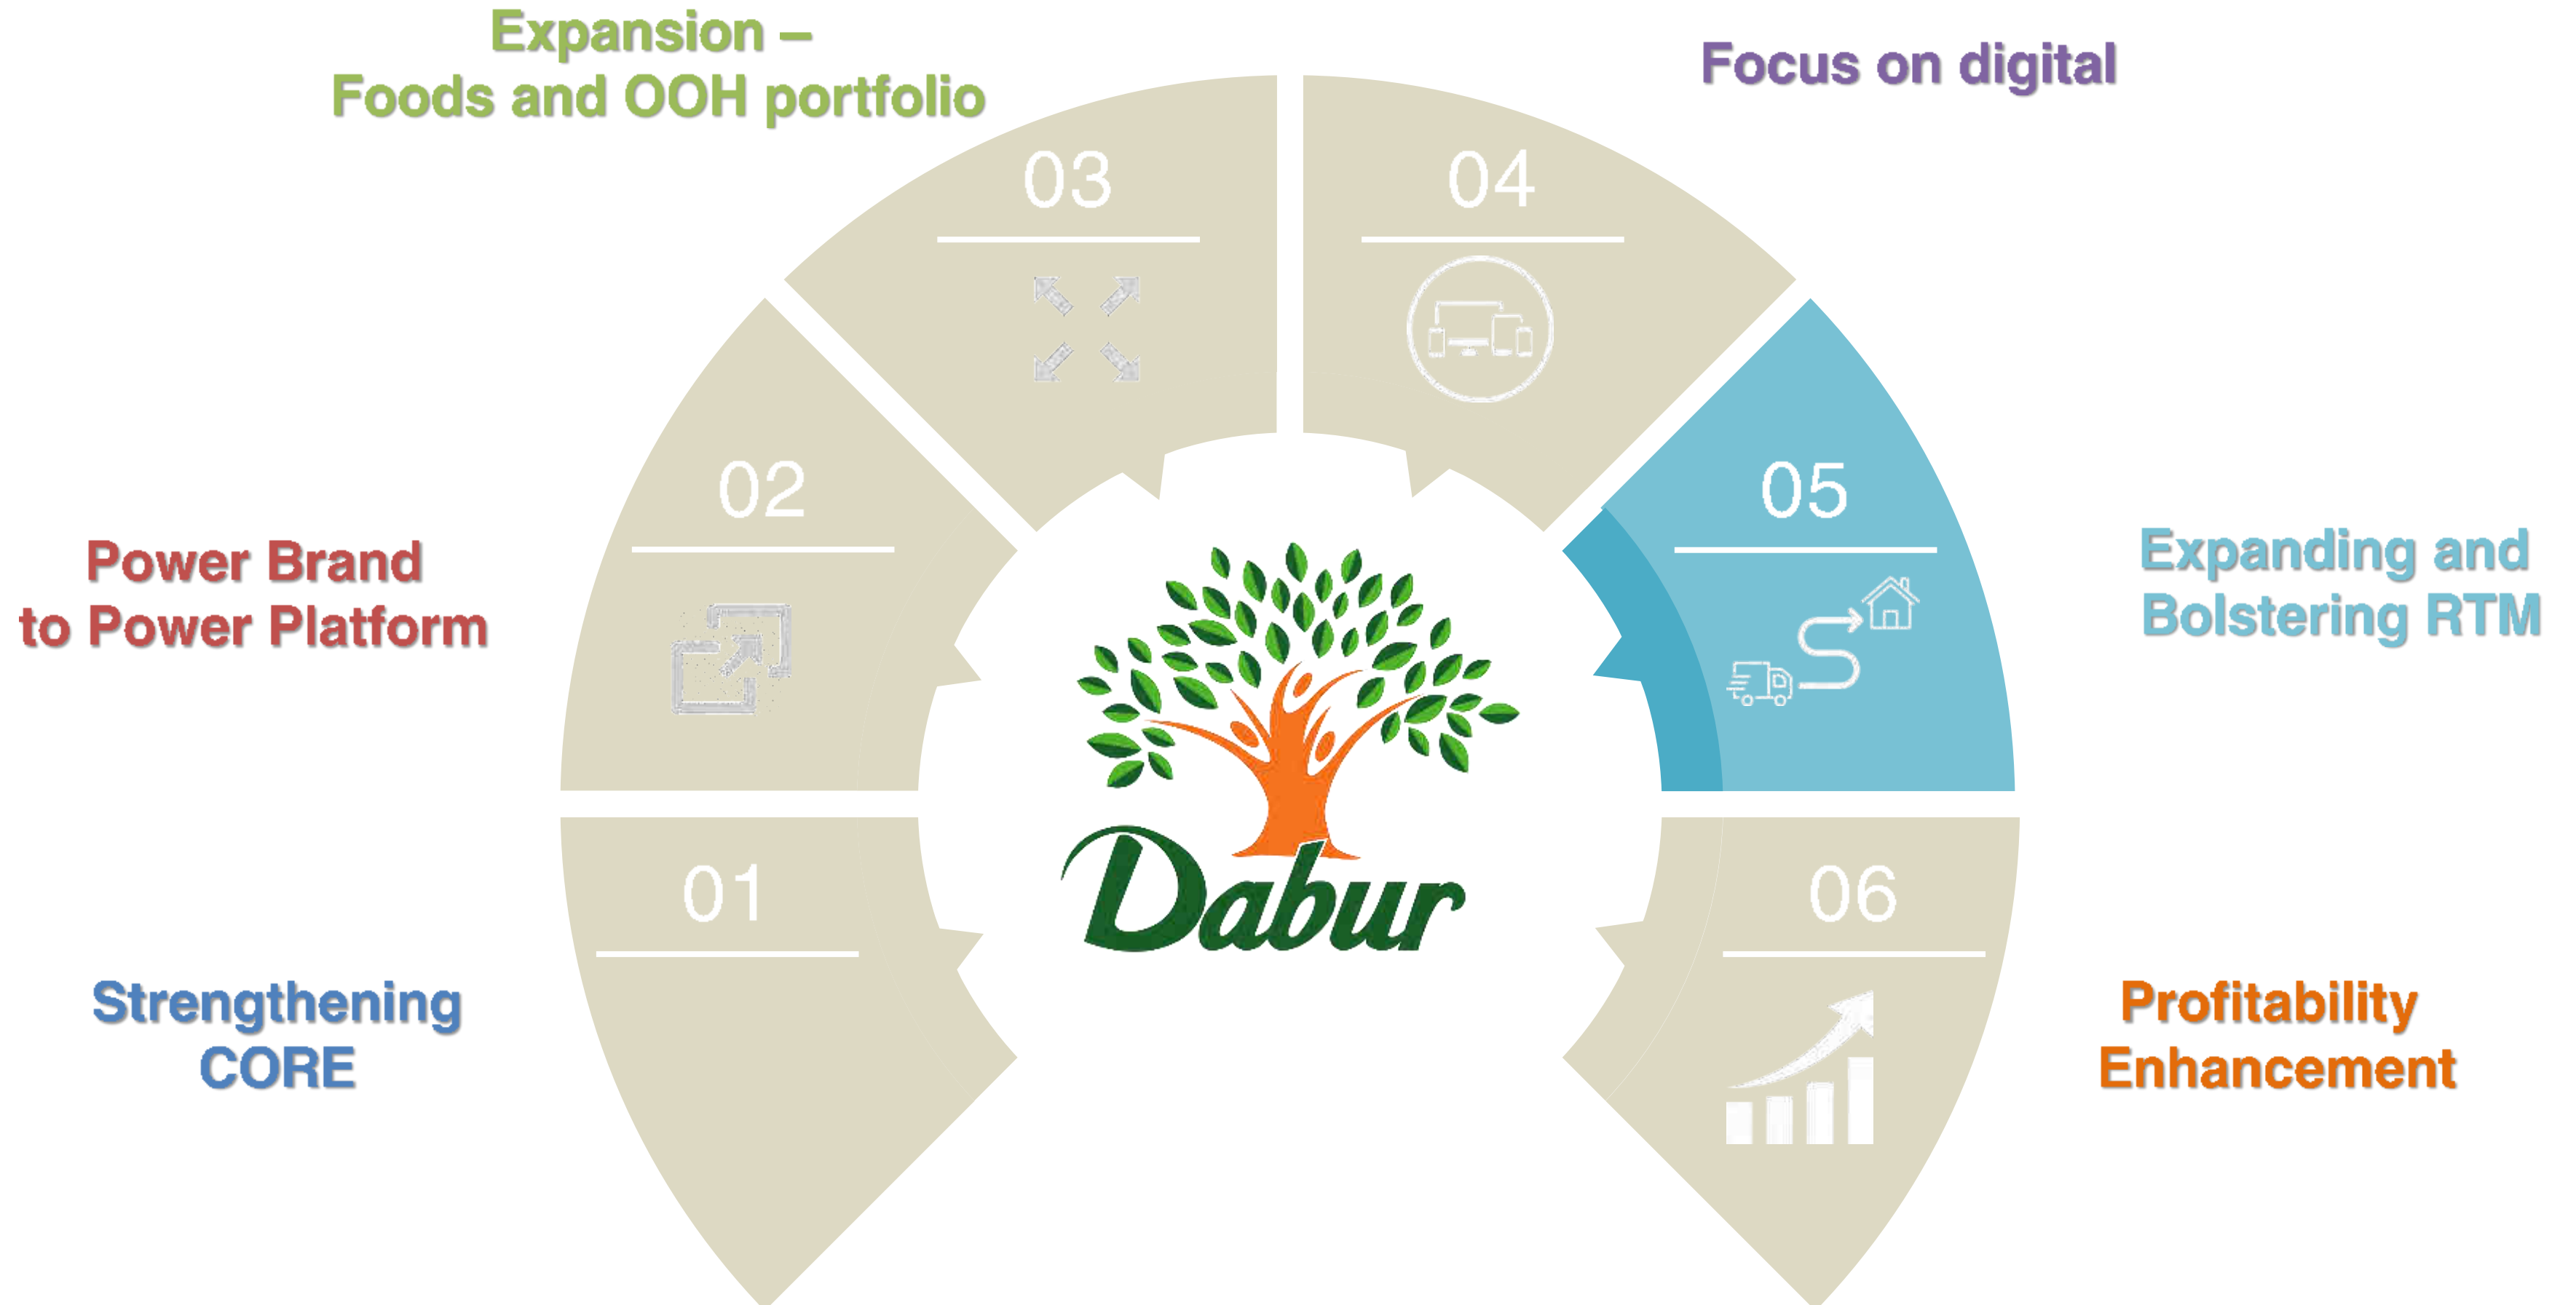 Expansion –
Foods and OOH portfolio
Focus on digital
03
04
02
05
Power Brand
to Power Platform
Expanding and
Bolstering RTM
Dabur
01
06
Strengthening
CORE
Profitability
Enhancement